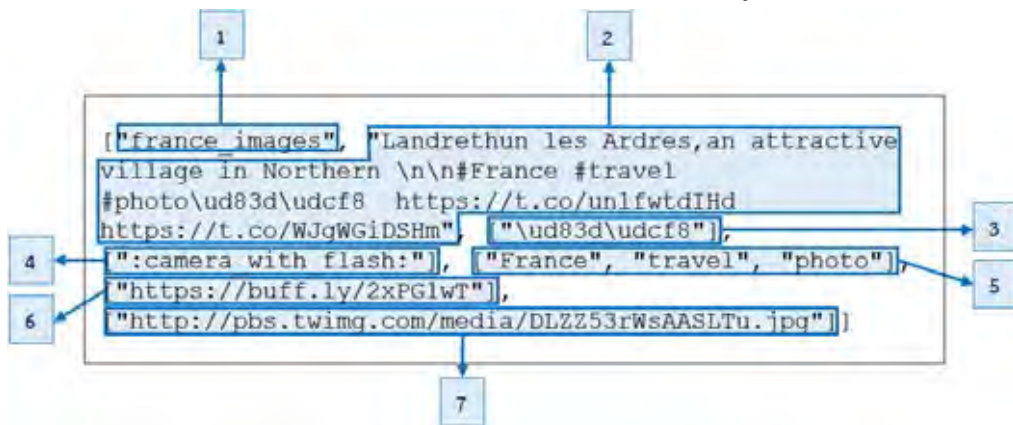 1 2
["france_images", "Landrethun les Ardres,an attractive
village in Northern \n\n#France #travel
#photo\ud83d\udcf8 https://t.co/un1fwtdIHd
https://t.co/WJgWGiDSHm", ["\ud83d\udcf8"], 3
4 [":camera with flash:"], ["France", "travel", "photo"], 5
["https://buff.ly/2xPG1wT"],
6 ["http://pbs.twimg.com/media/DLZZ53rWsAASLTu.jpg"]]
7